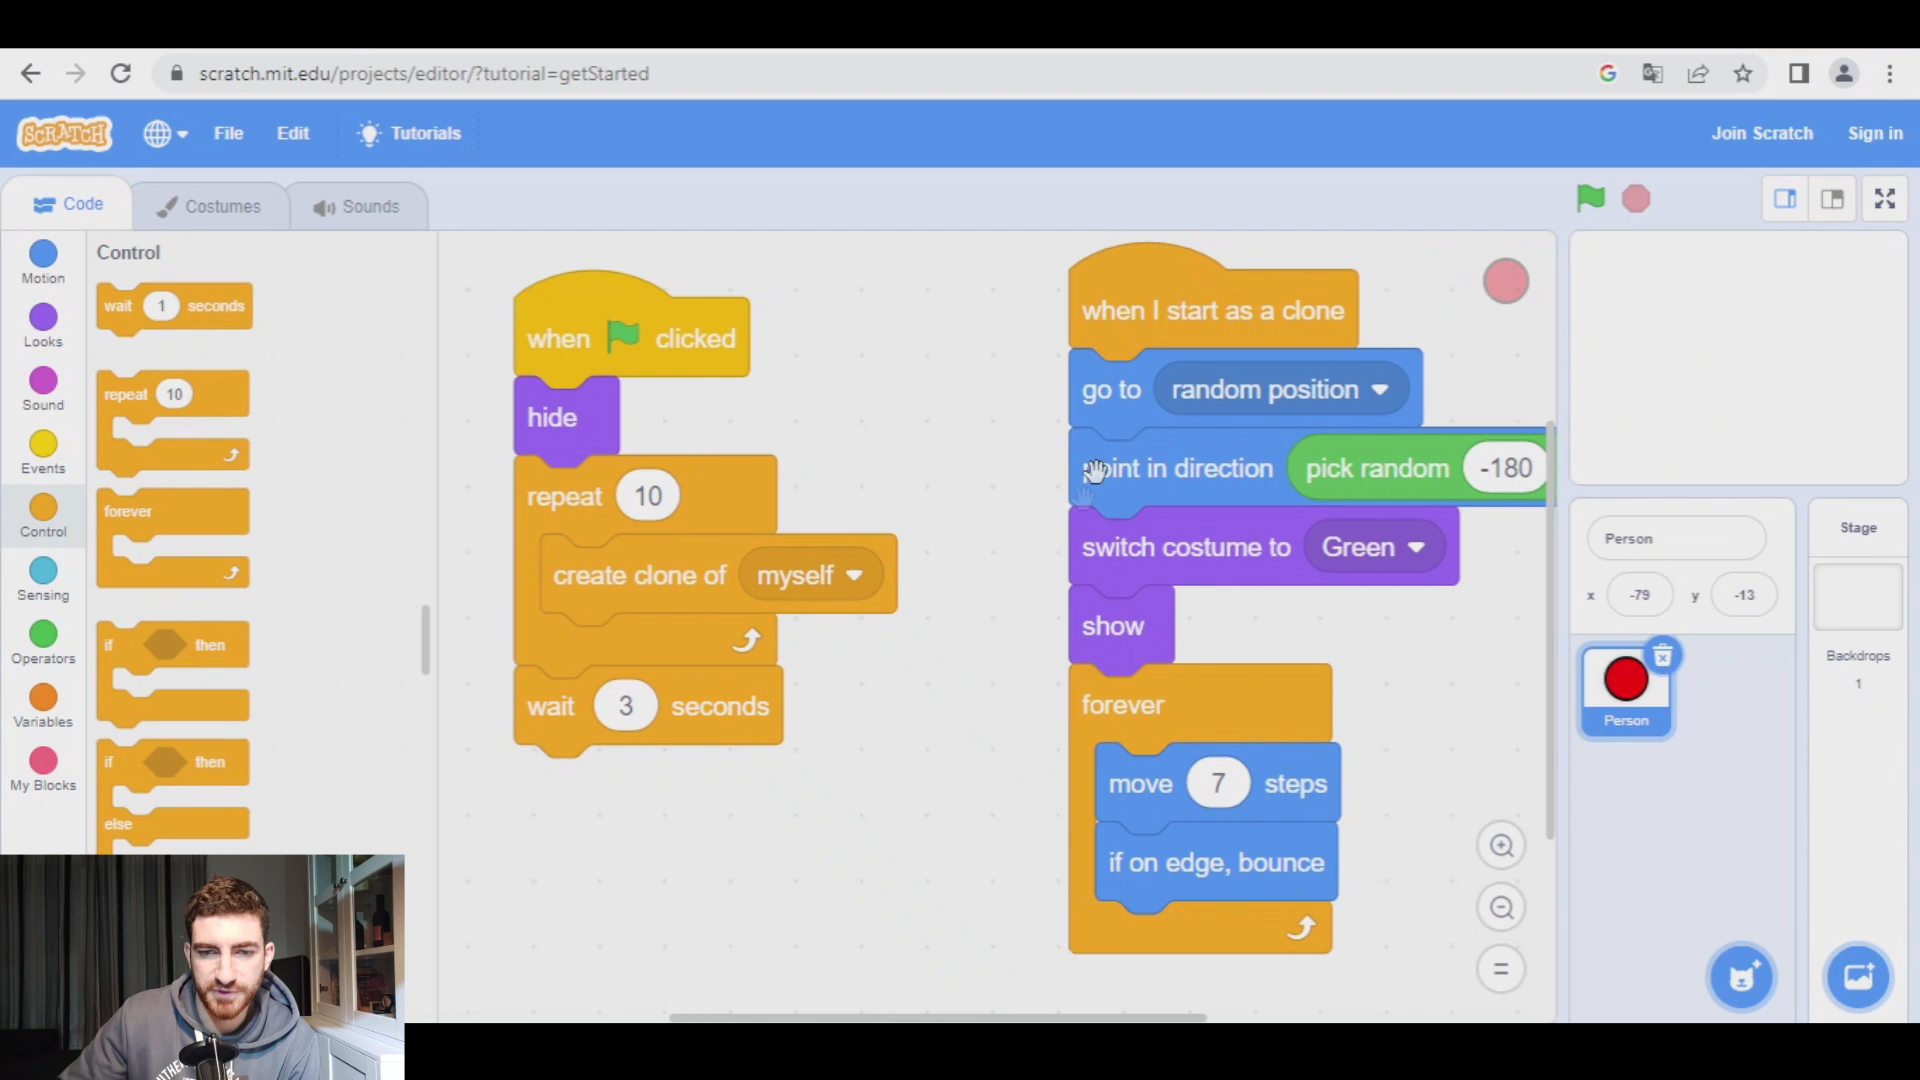 scratch.mit.edu/projects/editor/?tutorial=getStarted
SCRATCH File Edit Tutorials Join Scratch Sign in
Code Costumes Sounds
Motion
Looks
Sound
Events
Control
Sensing
Operators
Variables
My Blocks
Control
wait 1 seconds
repeat 10
forever
if then
if then
else
when clicked
hide
repeat 10
create clone of myself
wait 3 seconds
when I start as a clone
go to random position
in direction pick random -180
switch costume to Green
show
forever
move 7 steps
if on edge, bounce
Person
x -79 y -13
Person
Stage
Backdrops
1